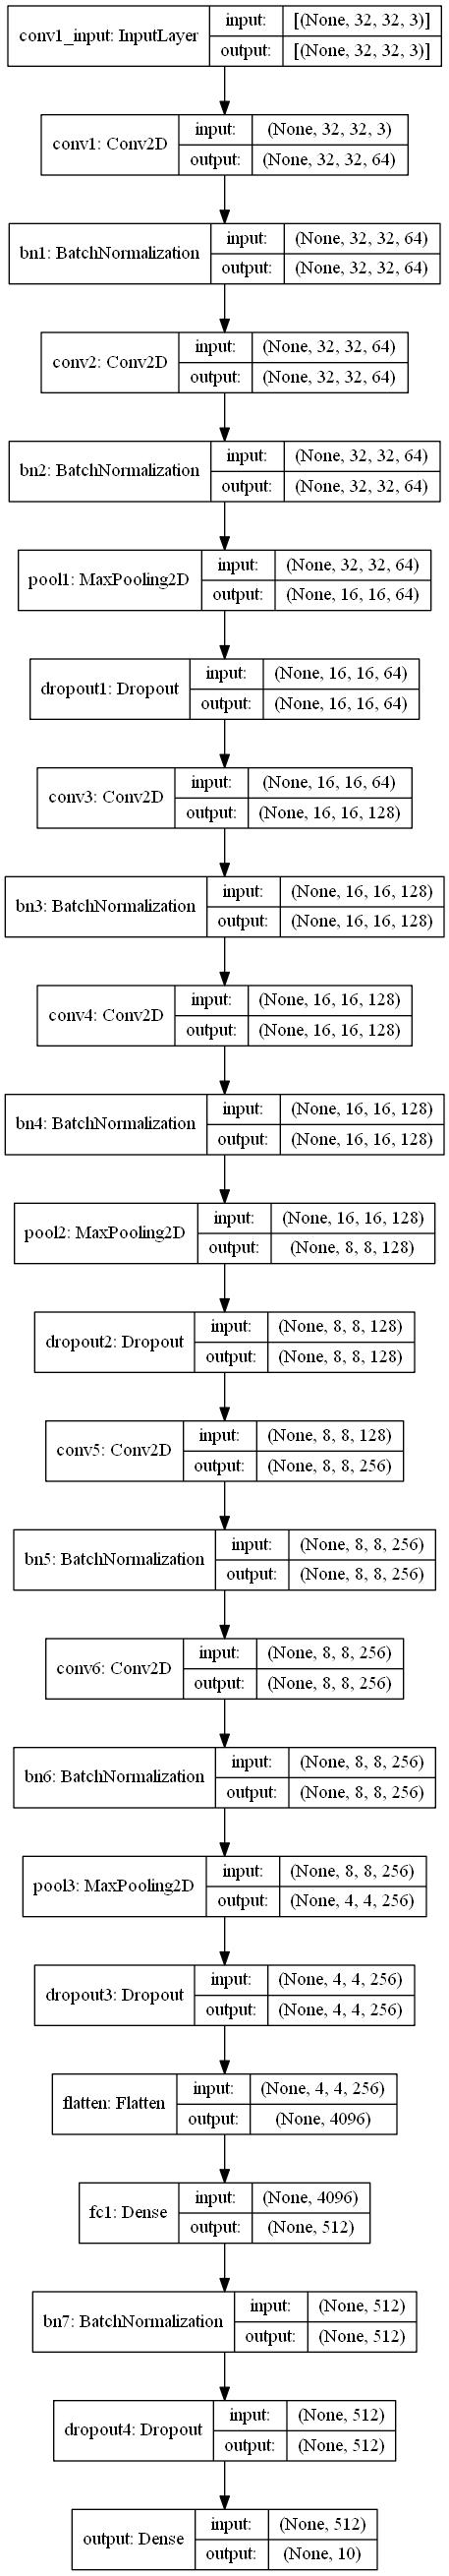 conv1_input: InputLayer
input: [(None, 32, 32, 3)]
output: [(None, 32, 32, 3)]
conv1: Conv2D
input: (None, 32, 32, 3)
output: (None, 32, 32, 64)
bn1: BatchNormalization
input: (None, 32, 32, 64)
output: (None, 32, 32, 64)
conv2: Conv2D
input: (None, 32, 32, 64)
output: (None, 32, 32, 64)
bn2: BatchNormalization
input: (None, 32, 32, 64)
output: (None, 32, 32, 64)
pool1: MaxPooling2D
input: (None, 32, 32, 64)
output: (None, 16, 16, 64)
dropout1: Dropout
input: (None, 16, 16, 64)
output: (None, 16, 16, 64)
conv3: Conv2D
input: (None, 16, 16, 64)
output: (None, 16, 16, 128)
bn3: BatchNormalization
input: (None, 16, 16, 128)
output: (None, 16, 16, 128)
conv4: Conv2D
input: (None, 16, 16, 128)
output: (None, 16, 16, 128)
bn4: BatchNormalization
input: (None, 16, 16, 128)
output: (None, 16, 16, 128)
pool2: MaxPooling2D
input: (None, 16, 16, 128)
output: (None, 8, 8, 128)
dropout2: Dropout
input: (None, 8, 8, 128)
output: (None, 8, 8, 128)
conv5: Conv2D
input: (None, 8, 8, 128)
output: (None, 8, 8, 256)
bn5: BatchNormalization
input: (None, 8, 8, 256)
output: (None, 8, 8, 256)
conv6: Conv2D
input: (None, 8, 8, 256)
output: (None, 8, 8, 256)
bn6: BatchNormalization
input: (None, 8, 8, 256)
output: (None, 8, 8, 256)
pool3: MaxPooling2D
input: (None, 8, 8, 256)
output: (None, 4, 4, 256)
dropout3: Dropout
input: (None, 4, 4, 256)
output: (None, 4, 4, 256)
flatten: Flatten
input: (None, 4, 4, 256)
output: (None, 4096)
fc1: Dense
input: (None, 4096)
output: (None, 512)
bn7: BatchNormalization
input: (None, 512)
output: (None, 512)
dropout4: Dropout
input: (None, 512)
output: (None, 512)
output: Dense
input: (None, 512)
output: (None, 10)